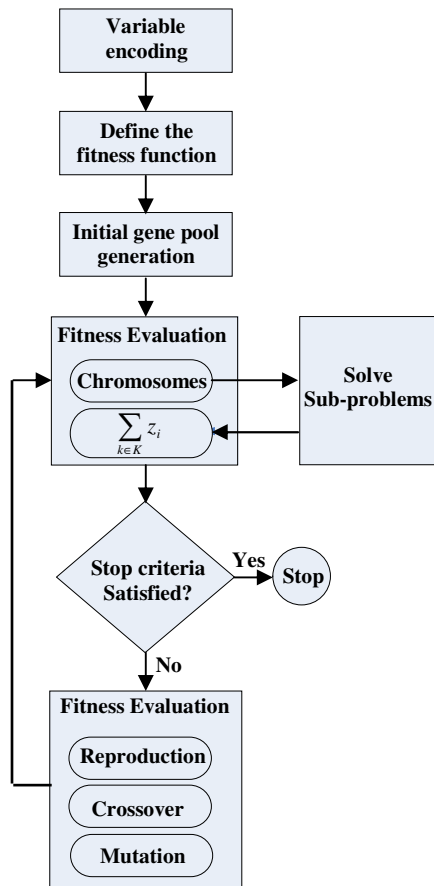 Variable
encoding
Define the
fitness function
Initial gene pool
generation
Fitness Evaluation
Chromosomes
∑ z_i
k∈K
Solve
Sub-problems
Stop criteria
Satisfied?
Yes
Stop
No
Fitness Evaluation
Reproduction
Crossover
Mutation